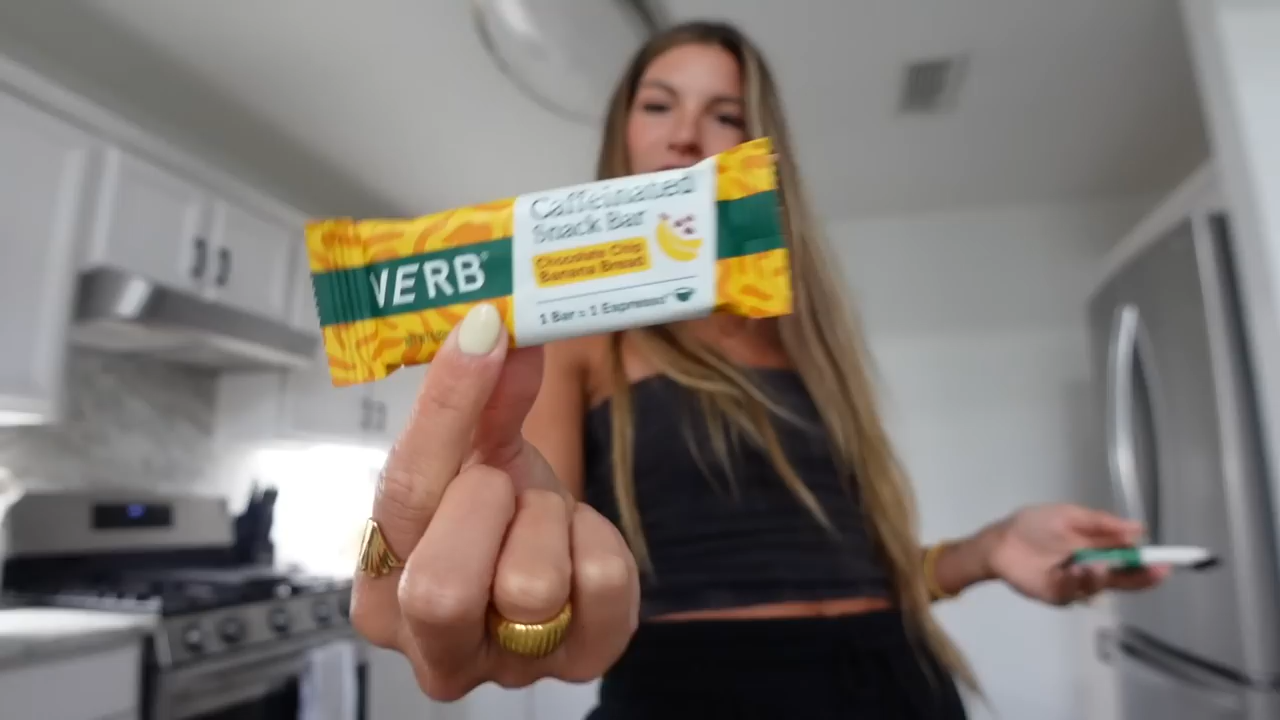 VERB
Caffeinated
Snack Bar
Chocolate Chip
Banana Bread
1 Bar = 1 Espresso